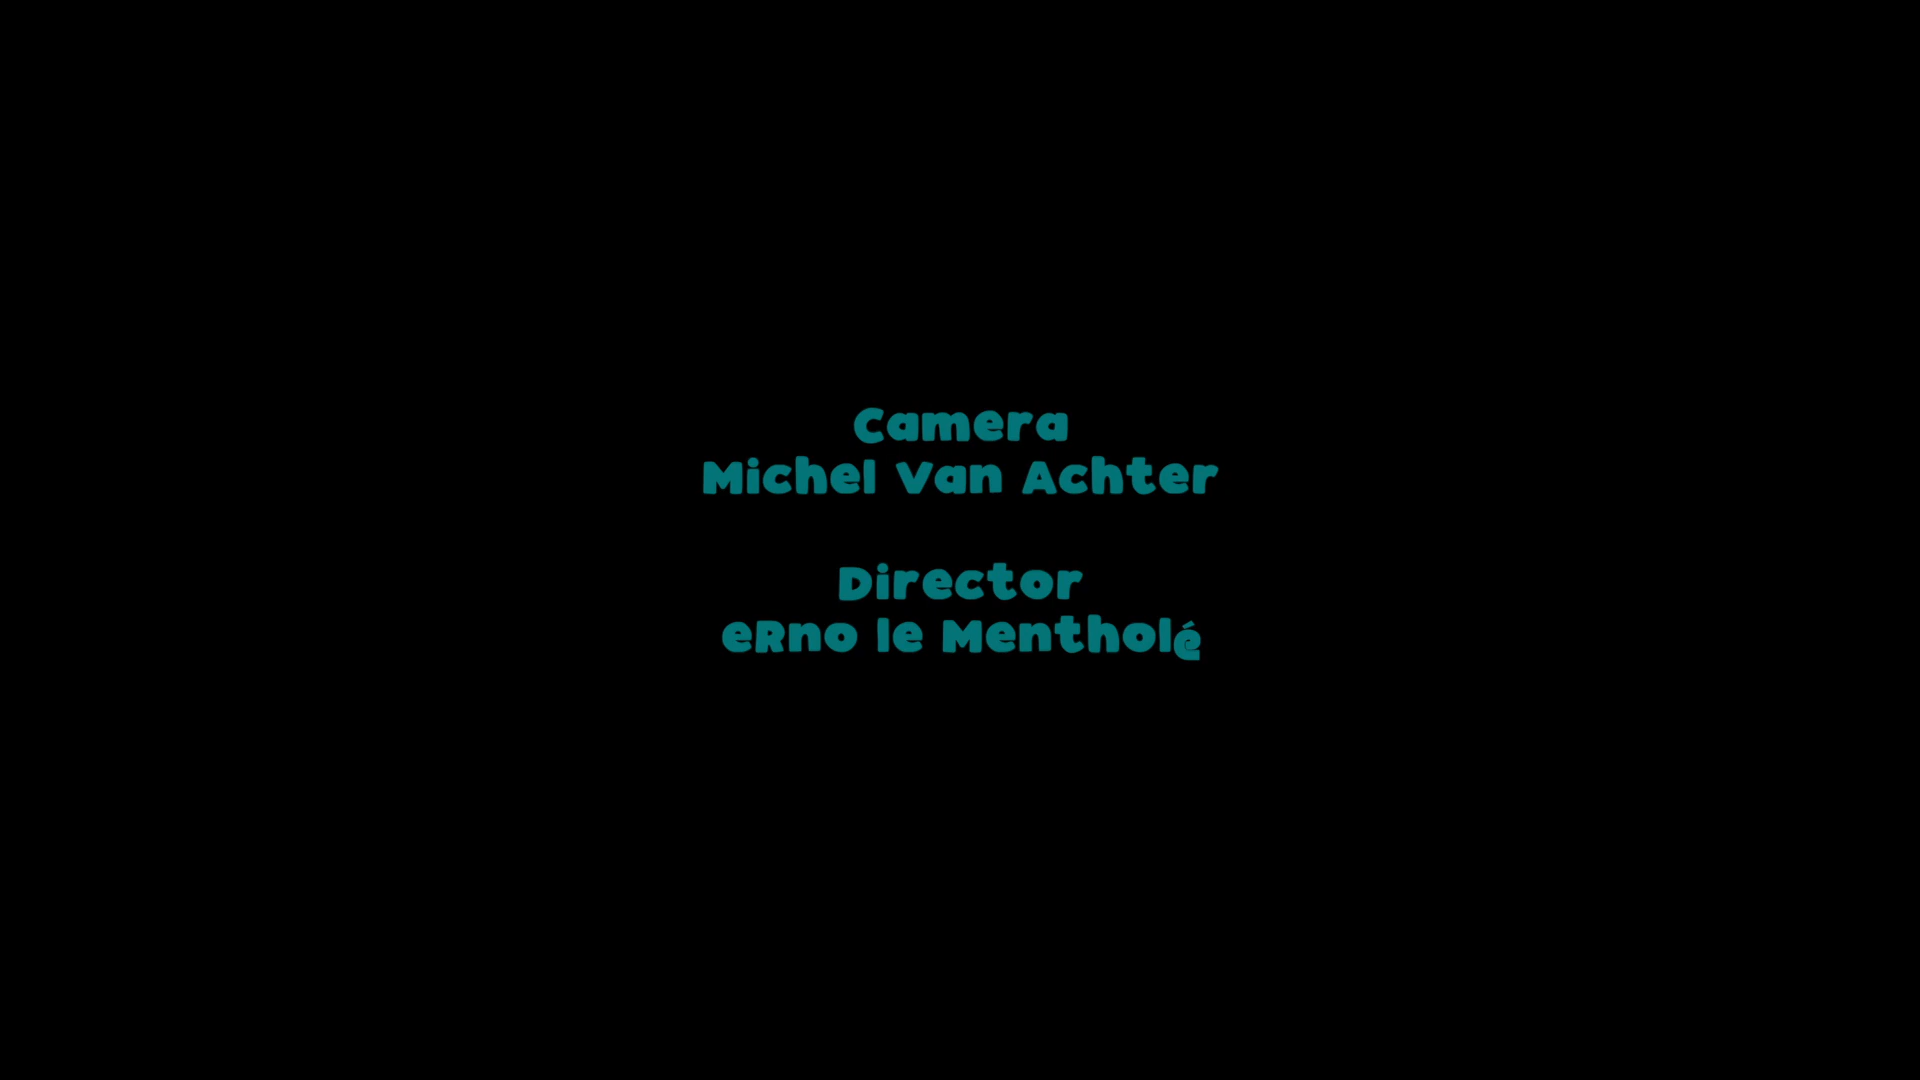 Camera
Michel Van Achter
Director
eRno le Mentholé